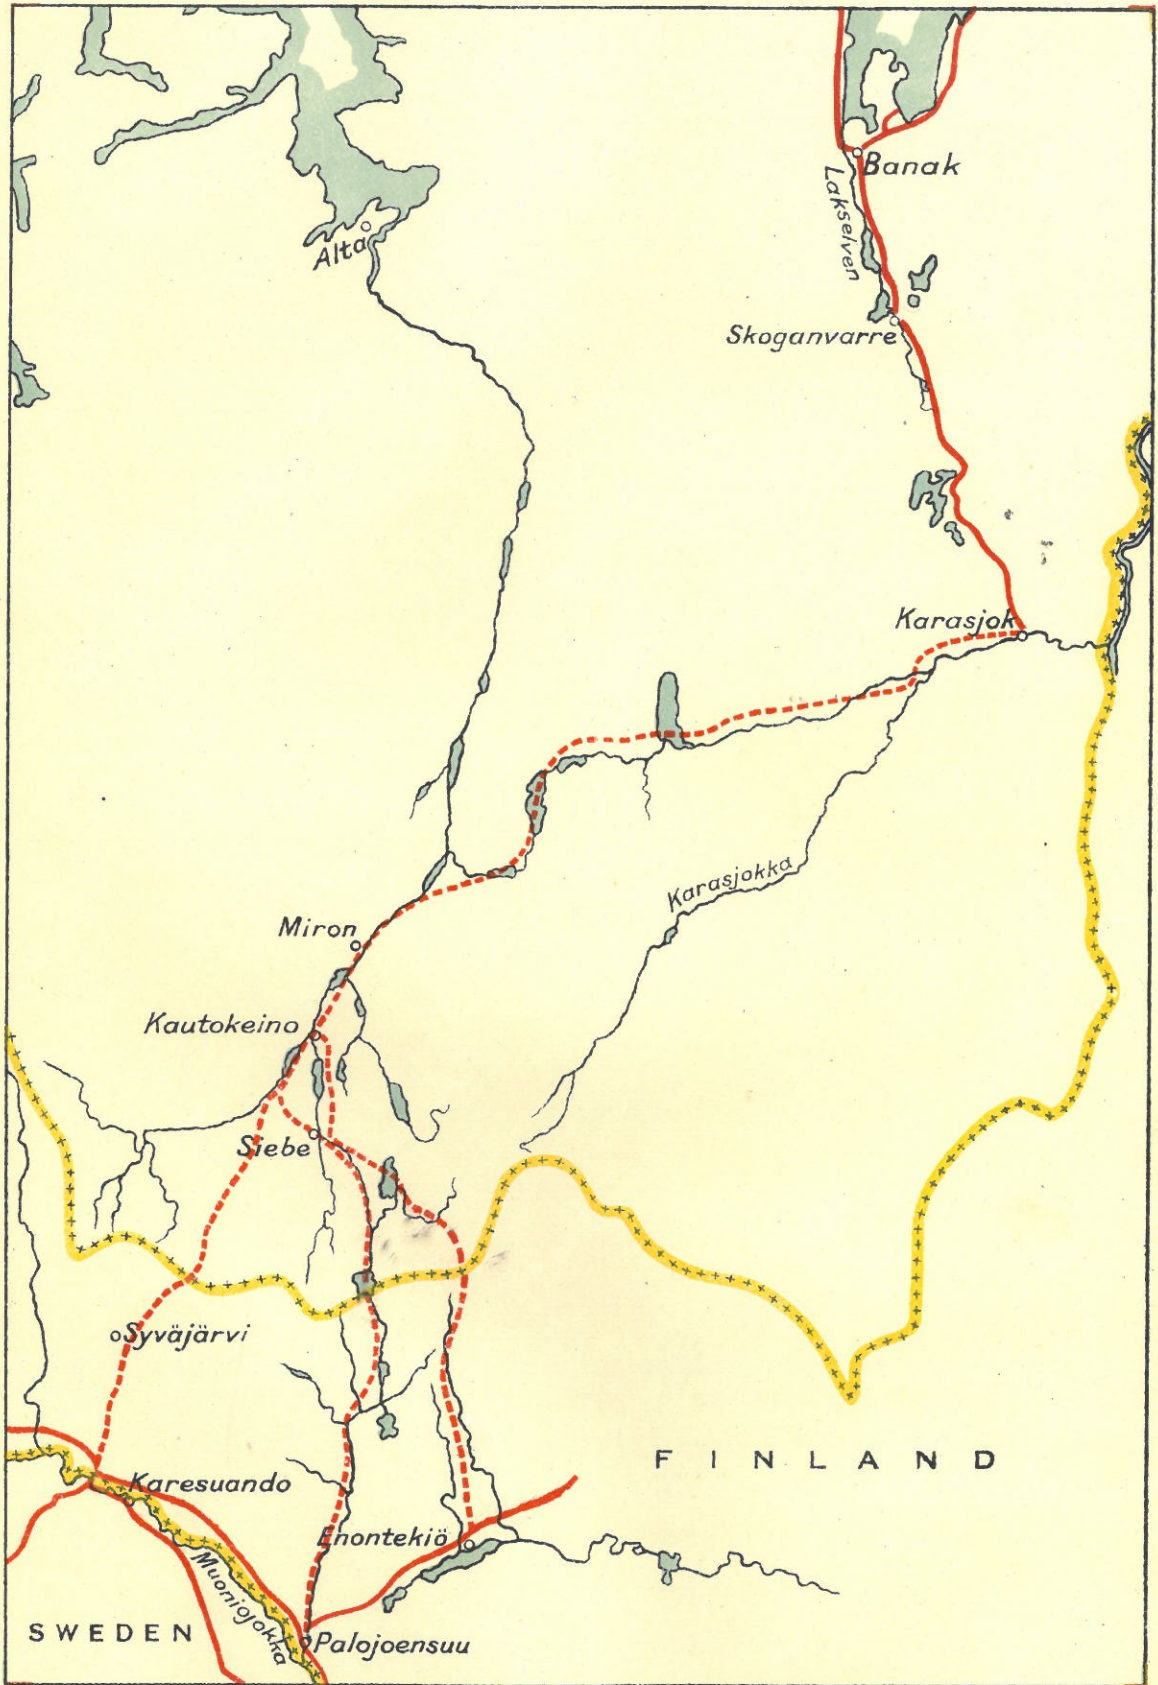 Banak
Lakselven
Alta
Skoganvarre
Karasjok
Karasjokka
Miron
Kautokeino
Siebe
Syväjärvi
FINLAND
Karesuando
Enontekiö
Muoniojokka
SWEDEN
Palojoensuu